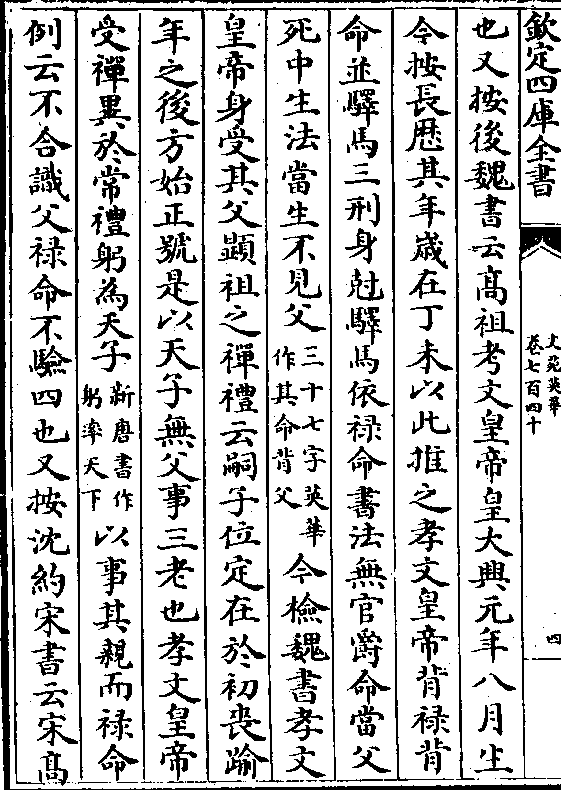 欽定四庫全書
文苑英華
卷七百四十
四
也又按後魏書云髙祖考文皇帝皇大興元年八月生
今按長厯其年歳在丁未以此推之孝文皇帝背禄背
命並驛馬三刑身尅驛馬依禄命書法無官爵命當父
死中生法當生不見父三十七字英華作其命背父今檢魏書孝文
皇帝身受其父顯祖之禪禮云嗣子位定在於初喪踰
年之後方始正號是以天子無父事三老也孝文皇帝
受禪異於常禮躬為天子新唐書作躬率天下以事其親而禄命
例云不合識父禄命不驗四也又按沈約宋書云宋髙